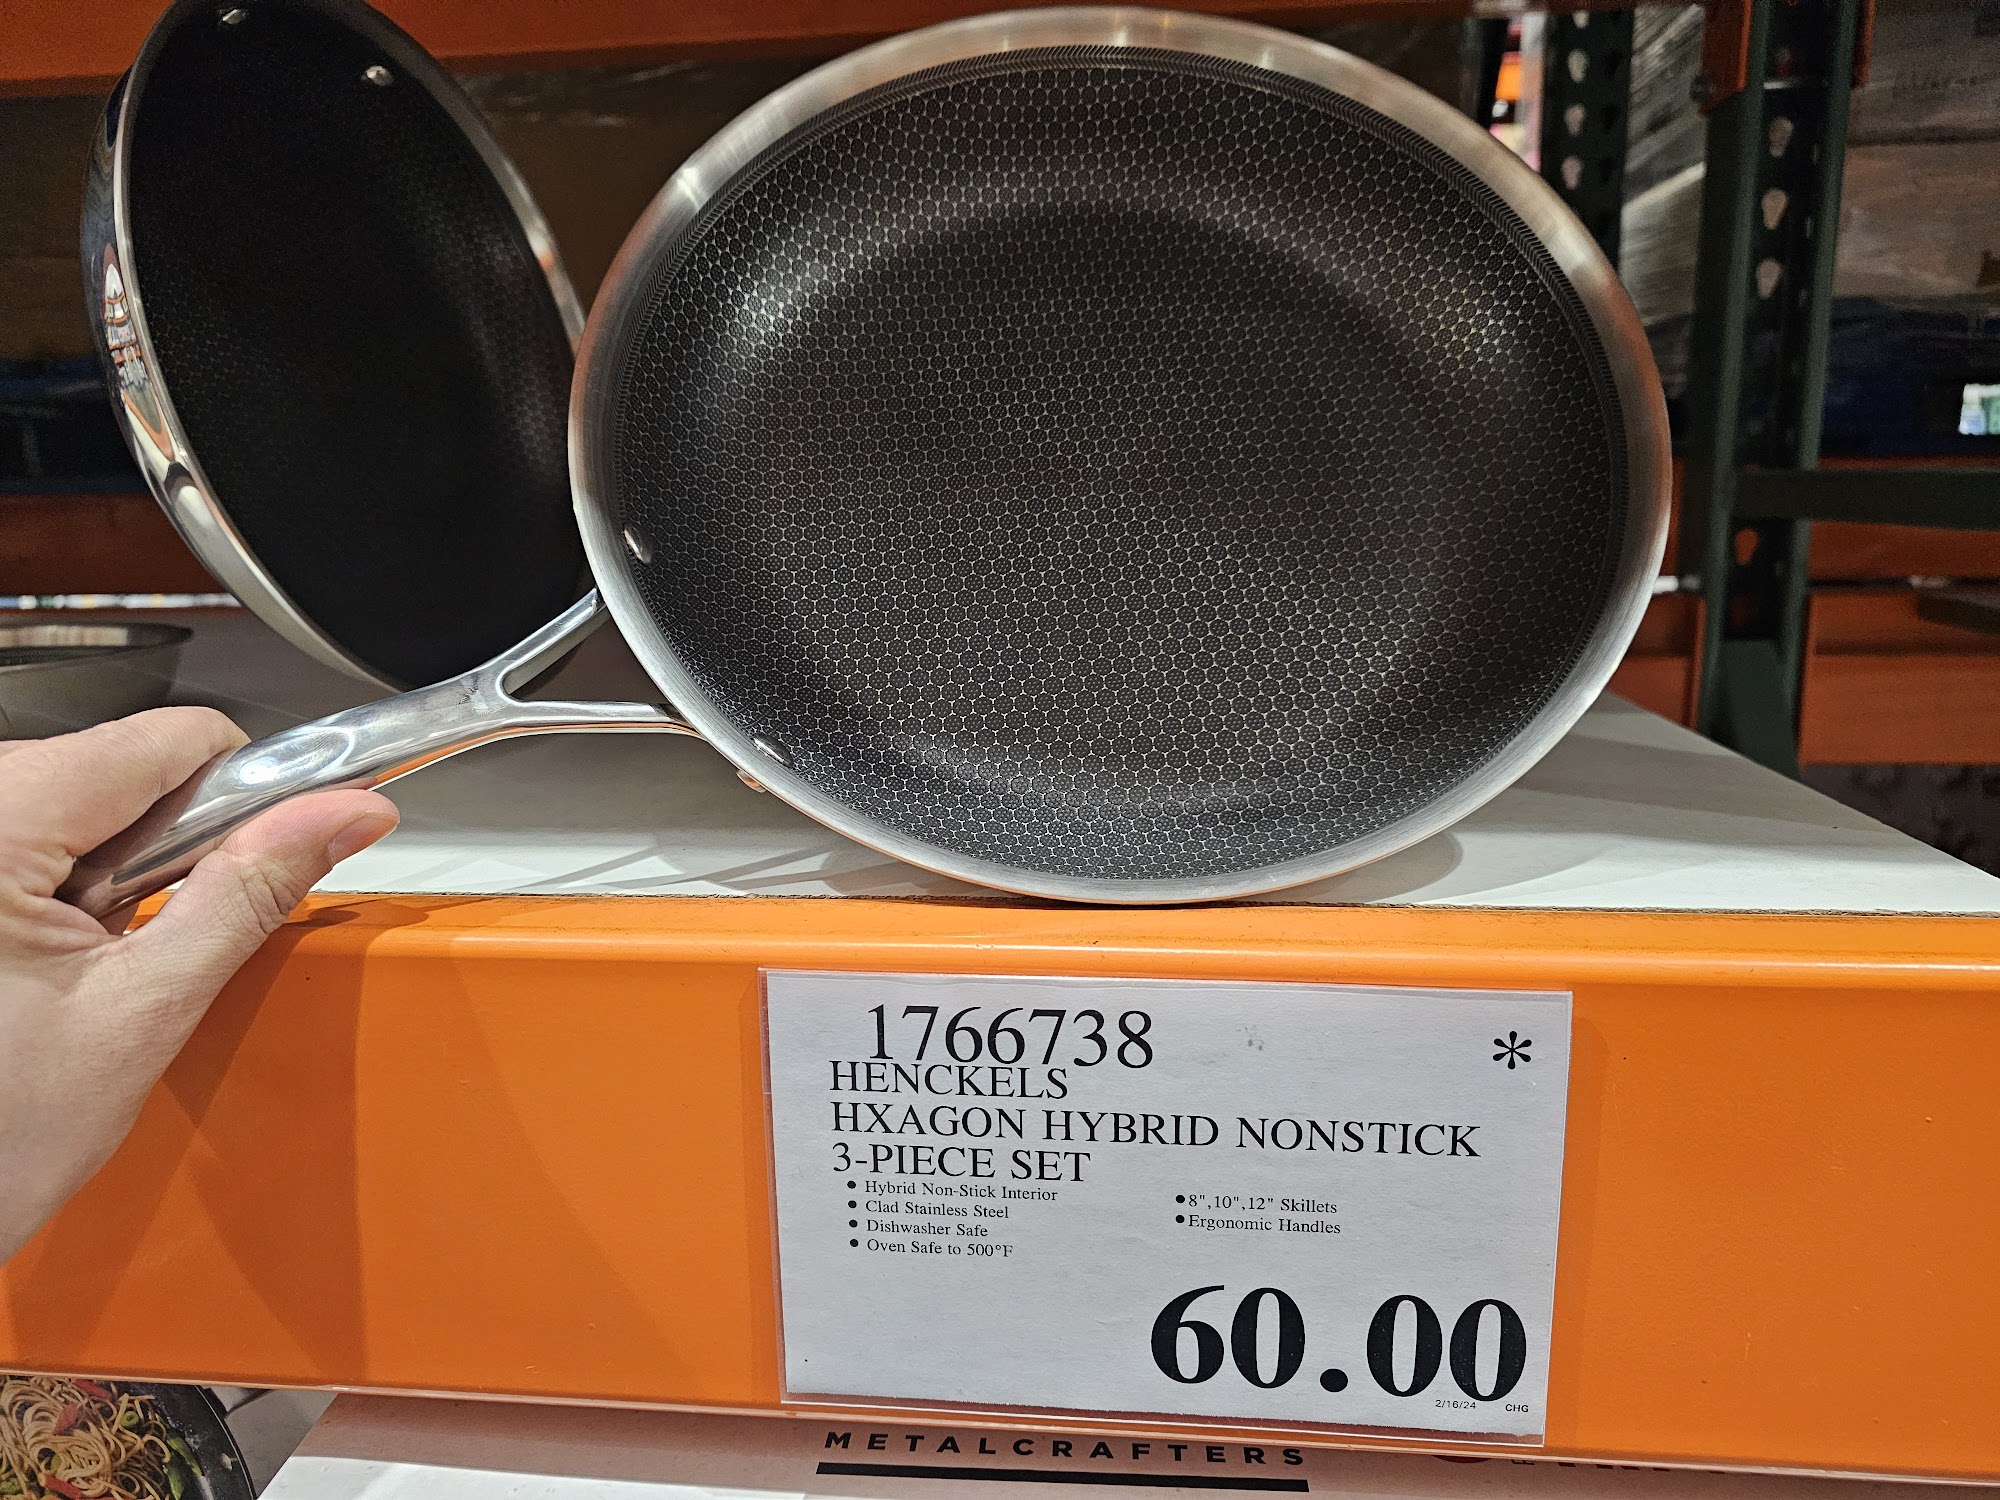 1766738
*
HENCKELS
HXAGON HYBRID NONSTICK
3-PIECE SET
• Hybrid Non-Stick Interior
• Clad Stainless Steel
• Dishwasher Safe
• Oven Safe to 500°F
• 8",10",12" Skillets
• Ergonomic Handles
60.00
2/16/24 CHG
METALCRAFTERS